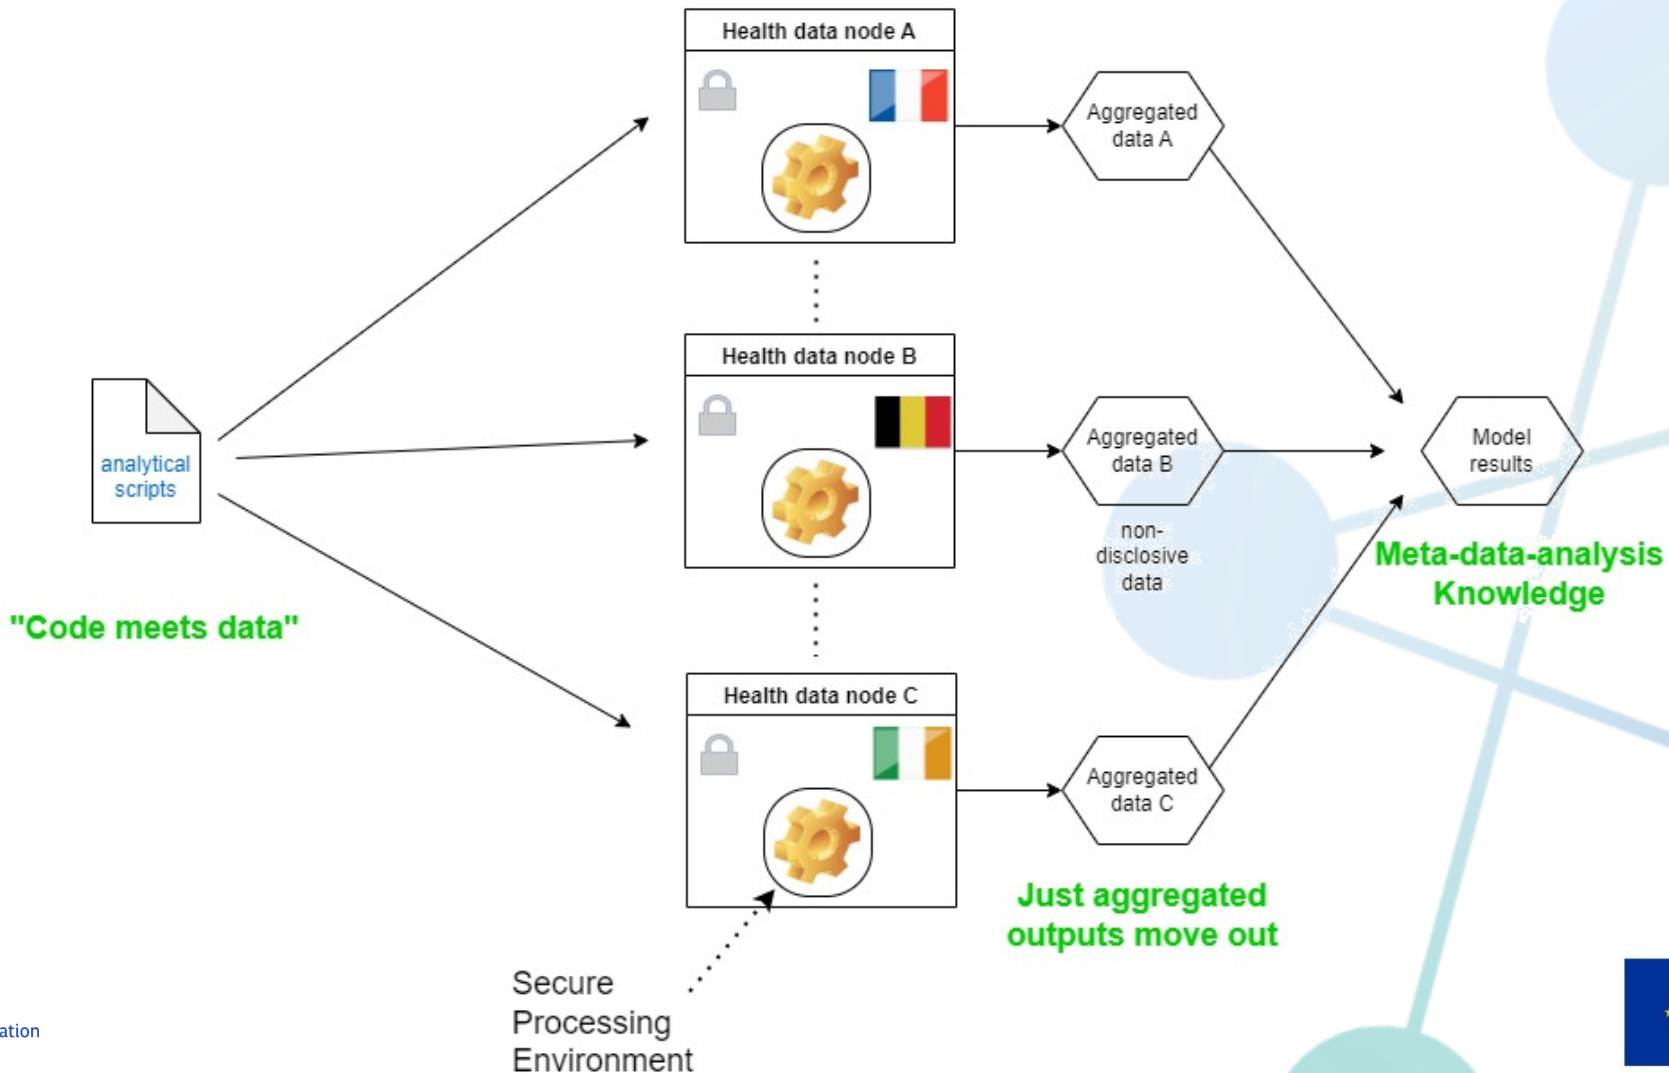 Health data node A
Aggregated
data A
Health data node B
analytical
scripts
Aggregated
data B
Model
results
non-
disclosive
data
Meta-data-analysis
Knowledge
"Code meets data"
Health data node C
Aggregated
data C
Just aggregated
outputs move out
Secure
Processing
Environment
ation